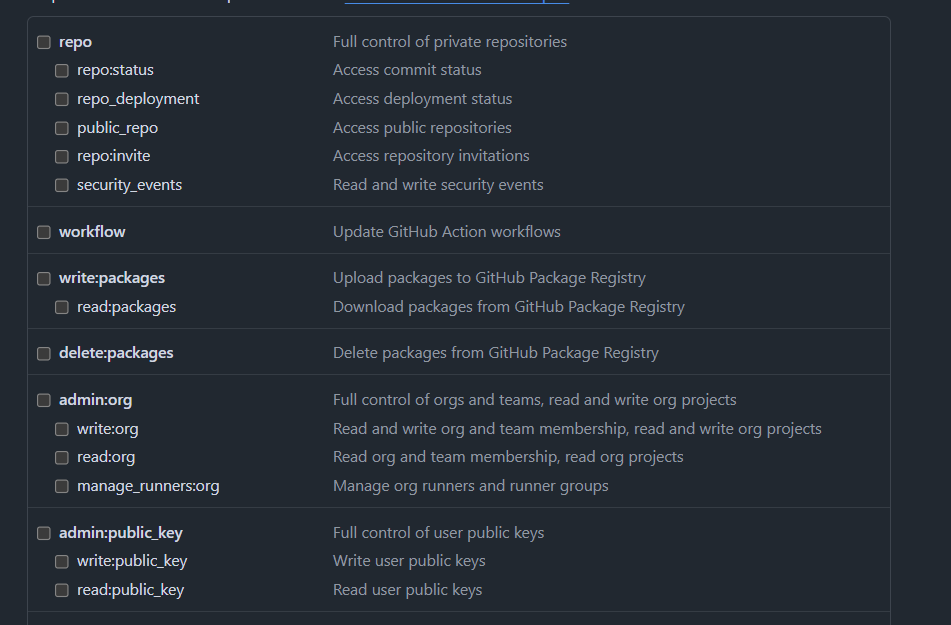 repo Full control of private repositories
repo:status Access commit status
repo_deployment Access deployment status
public_repo Access public repositories
repo:invite Access repository invitations
security_events Read and write security events
workflow Update GitHub Action workflows
write:packages Upload packages to GitHub Package Registry
read:packages Download packages from GitHub Package Registry
delete:packages Delete packages from GitHub Package Registry
admin:org Full control of orgs and teams, read and write org projects
write:org Read and write org and team membership, read and write org projects
read:org Read org and team membership, read org projects
manage_runners:org Manage org runners and runner groups
admin:public_key Full control of user public keys
write:public_key Write user public keys
read:public_key Read user public keys